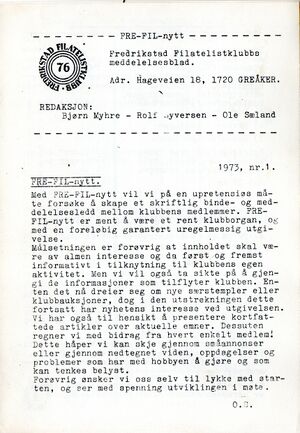 - - - - - - - - - FRE-FIL-nytt - - - - - - - - -
FREDRIKSTAD FILATELISTKLUBB
76
Fredrikstad Filatelistklubbs
meddelelsesblad.
Adr. Hageveien 18, 1720 GREÅKER.
REDAKSJON:
Bjørn Myhre - Rolf Syversen - Ole Sæland
- - - - - - - - - - - - - - - - - - - - - - - -
1973, nr.1.
FRE-FIL-nytt.
Med FRE-FIL-nytt vil vi på en upretensiøs må-
te forsøke å skape et skriftlig binde- og med-
delelsesledd mellom klubbens medlemmer. FRE-
FIL-nytt er ment å være et rent klubborgan, og
med en foreløbig garantert uregelmessig utgi-
velse.
Målsetningen er forøvrig at innholdet skal væ-
re av almen interesse og da først og fremst
informativt i tilknytning til klubbens egen
aktivitet. Men vi vil også ta sikte på å gjen-
gi de informasjoner som tilflyter klubben. En-
ten det nå dreier seg om nye særstempler eller
klubbauksjoner, dog i den utstrekningen dette
fortsatt har nyhetens interesse ved utgivelsen.
Vi har også til hensikt å presentere kortfat-
tede artikler over aktuelle emner. Dessuten
regner vi med bidrag fra hvert enkelt medlem!
Dette håper vi kan skje gjennom småannonser
eller gjennom nedtegnet viden, oppdagelser og
problemer som har med hobbyen å gjøre og som
kan tenkes belyst.
Forøvrig ønsker vi oss selv til lykke med star-
ten, og ser med spenning utviklingen i møte.
O.S.